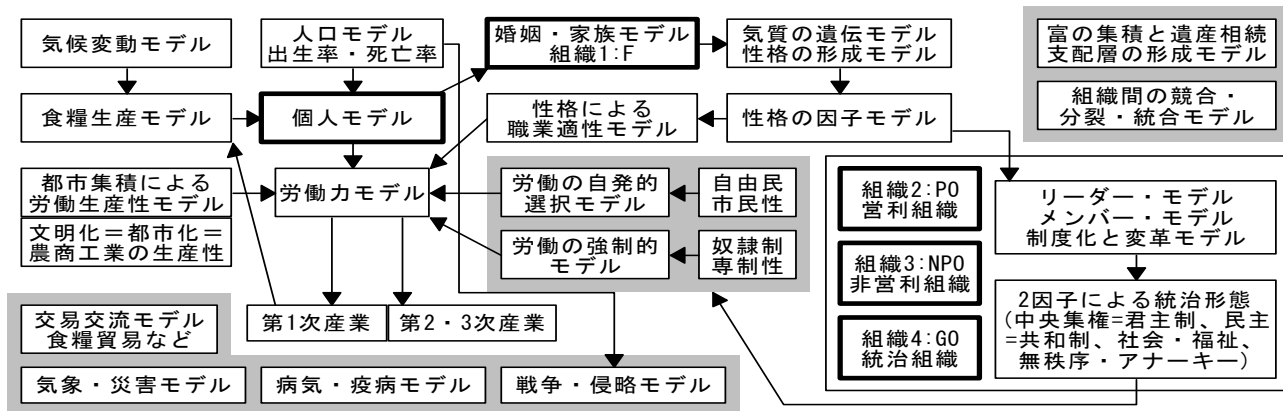 気候変動モデル
人口モデル
出生率・死亡率
婚姻・家族モデル
組織1:F
気質の遺伝モデル
性格の形成モデル
富の集積と遺産相続
支配層の形成モデル
食糧生産モデル
個人モデル
性格による
職業適性モデル
性格の因子モデル
組織間の競合・
分裂・統合モデル
都市集積による
労働生産性モデル
文明化＝都市化＝
農商工業の生産性
労働力モデル
労働の自発的
選択モデル
自由民
市民性
労働の強制的
モデル
奴隷制
専制性
組織2:PO
営利組織
組織3:NPO
非営利組織
組織4:GO
統治組織
リーダー・モデル
メンバー・モデル
制度化と変革モデル
2因子による統治形態
(中央集権=君主制、民主
=共和制、社会・福祉、
無秩序・アナーキー)
交易交流モデル
食糧貿易など
第1次産業
第2・3次産業
気象・災害モデル
病気・疫病モデル
戦争・侵略モデル